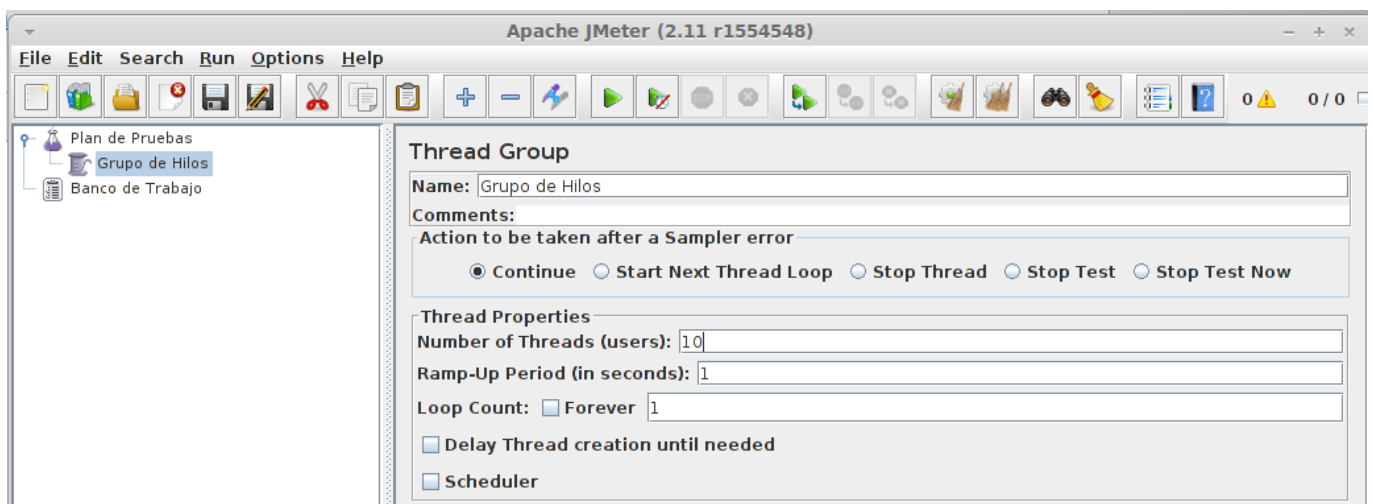 Apache JMeter (2.11 r1554548)
File Edit Search Run Options Help
0 0 / 0
Plan de Pruebas
Grupo de Hilos
Banco de Trabajo
Thread Group
Name: Grupo de Hilos
Comments:
Action to be taken after a Sampler error
Continue Start Next Thread Loop Stop Thread Stop Test Stop Test Now
Thread Properties
Number of Threads (users): 10
Ramp-Up Period (in seconds): 1
Loop Count: Forever 1
Delay Thread creation until needed
Scheduler